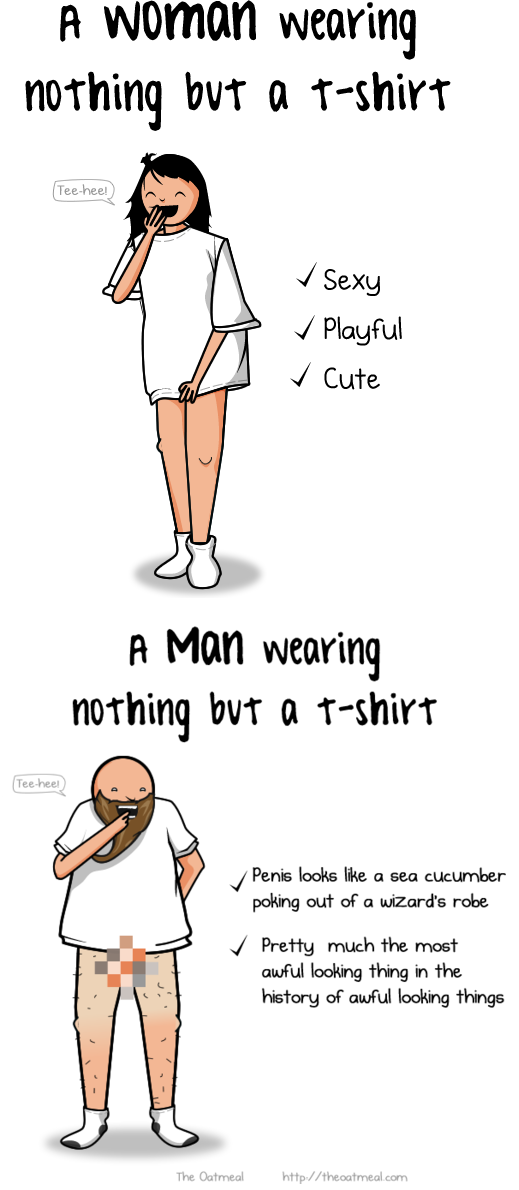 A woman wearing
nothing but a t-shirt
Tee-hee!
✓ Sexy
✓ Playful
✓ Cute
A Man wearing
nothing but a t-shirt
Tee-hee!
✓ Penis looks like a sea cucumber
poking out of a wizard's robe
✓ Pretty much the most
awful looking thing in the
history of awful looking things
The Oatmeal http://theoatmeal.com